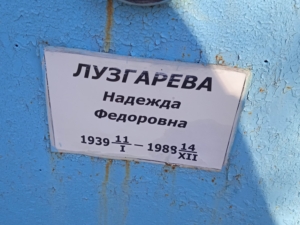 ЛУЗГАРЕВА
Надежда
Федоровна
1939 11/I – 1989 14/XII